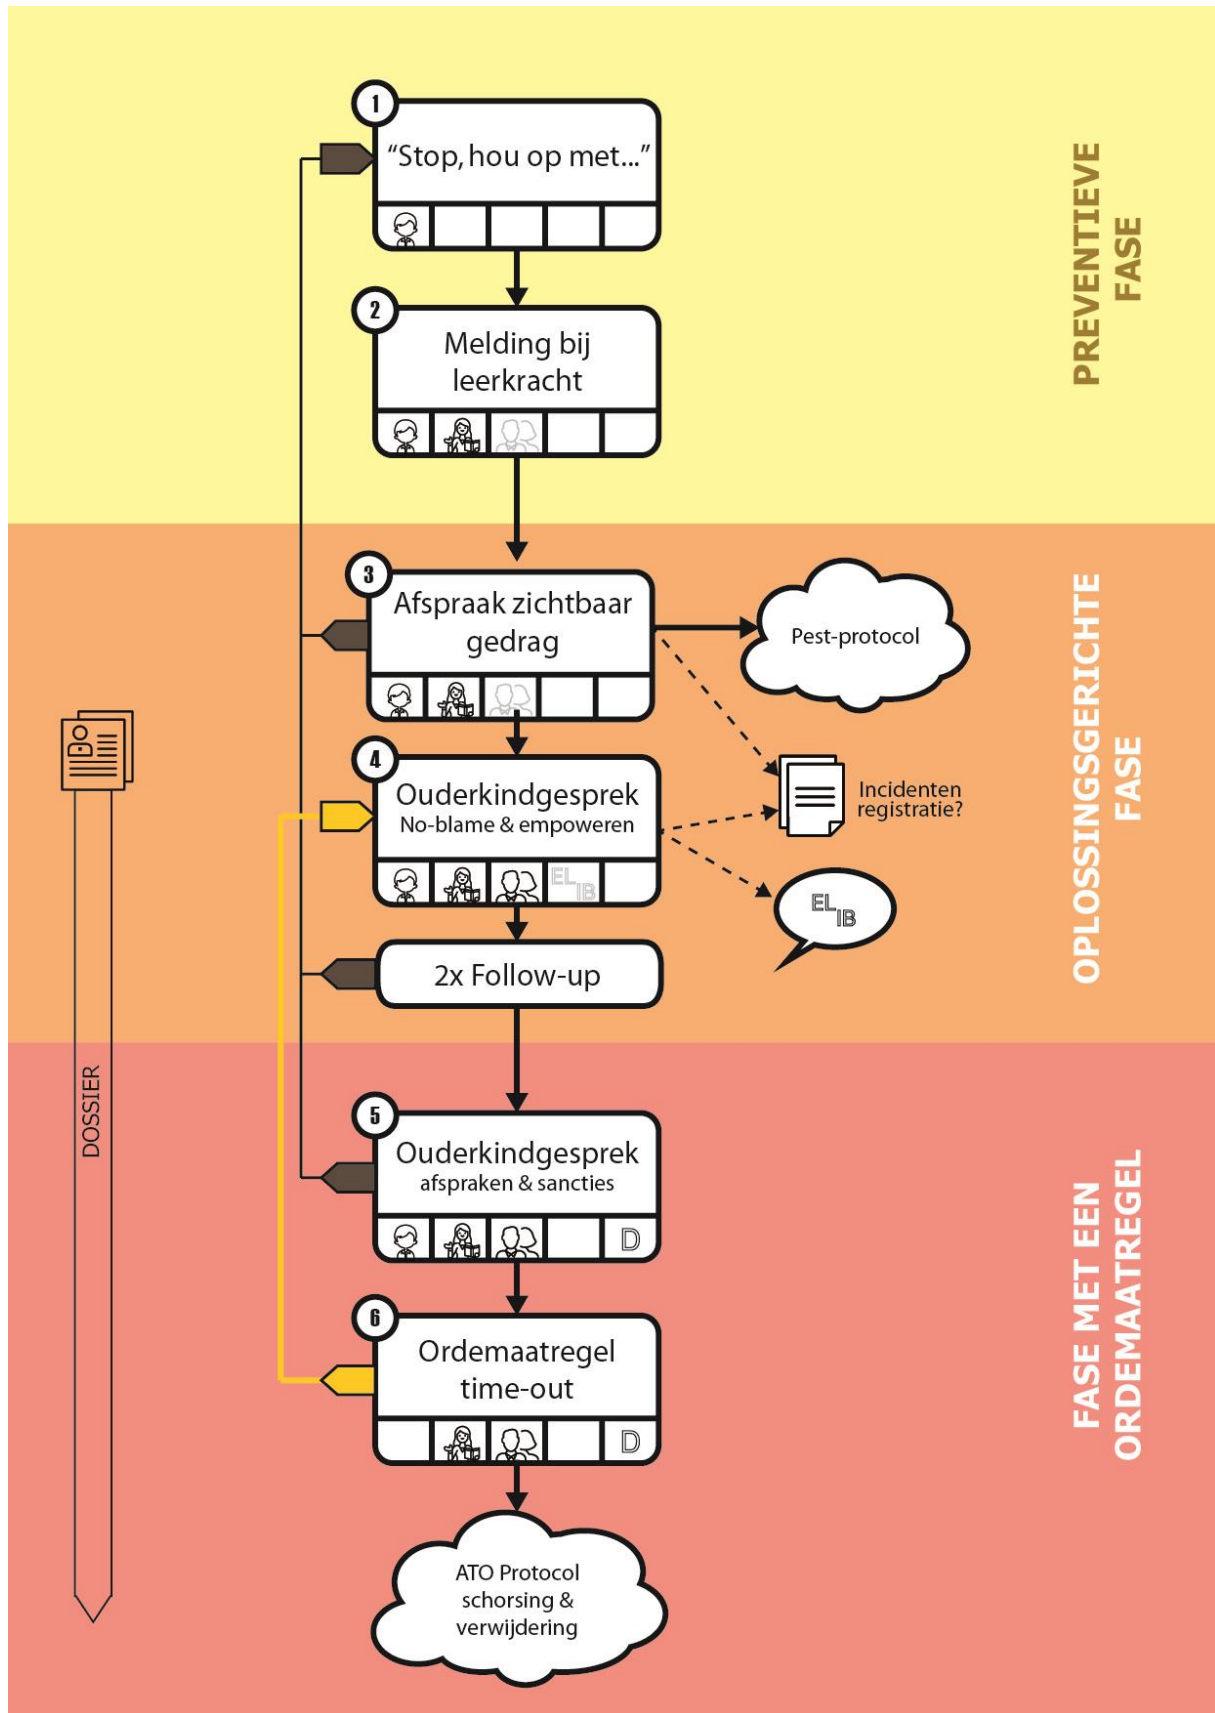 1
“Stop, hou op met...”
2
Melding bij
leerkracht
PREVENTIEVE
FASE
3
Afspraak zichtbaar
gedrag
Pest-protocol
4
Ouderkindgesprek
No-blame & empoweren
EL
IB
Incidenten
registratie?
EL
IB
2x Follow-up
OPLOSSINGSGERICHTE
FASE
DOSSIER
5
Ouderkindgesprek
afspraken & sancties
D
6
Ordemaatregel
time-out
D
ATO Protocol
schorsing &
verwijdering
FASE MET EEN
ORDEMAATREGEL